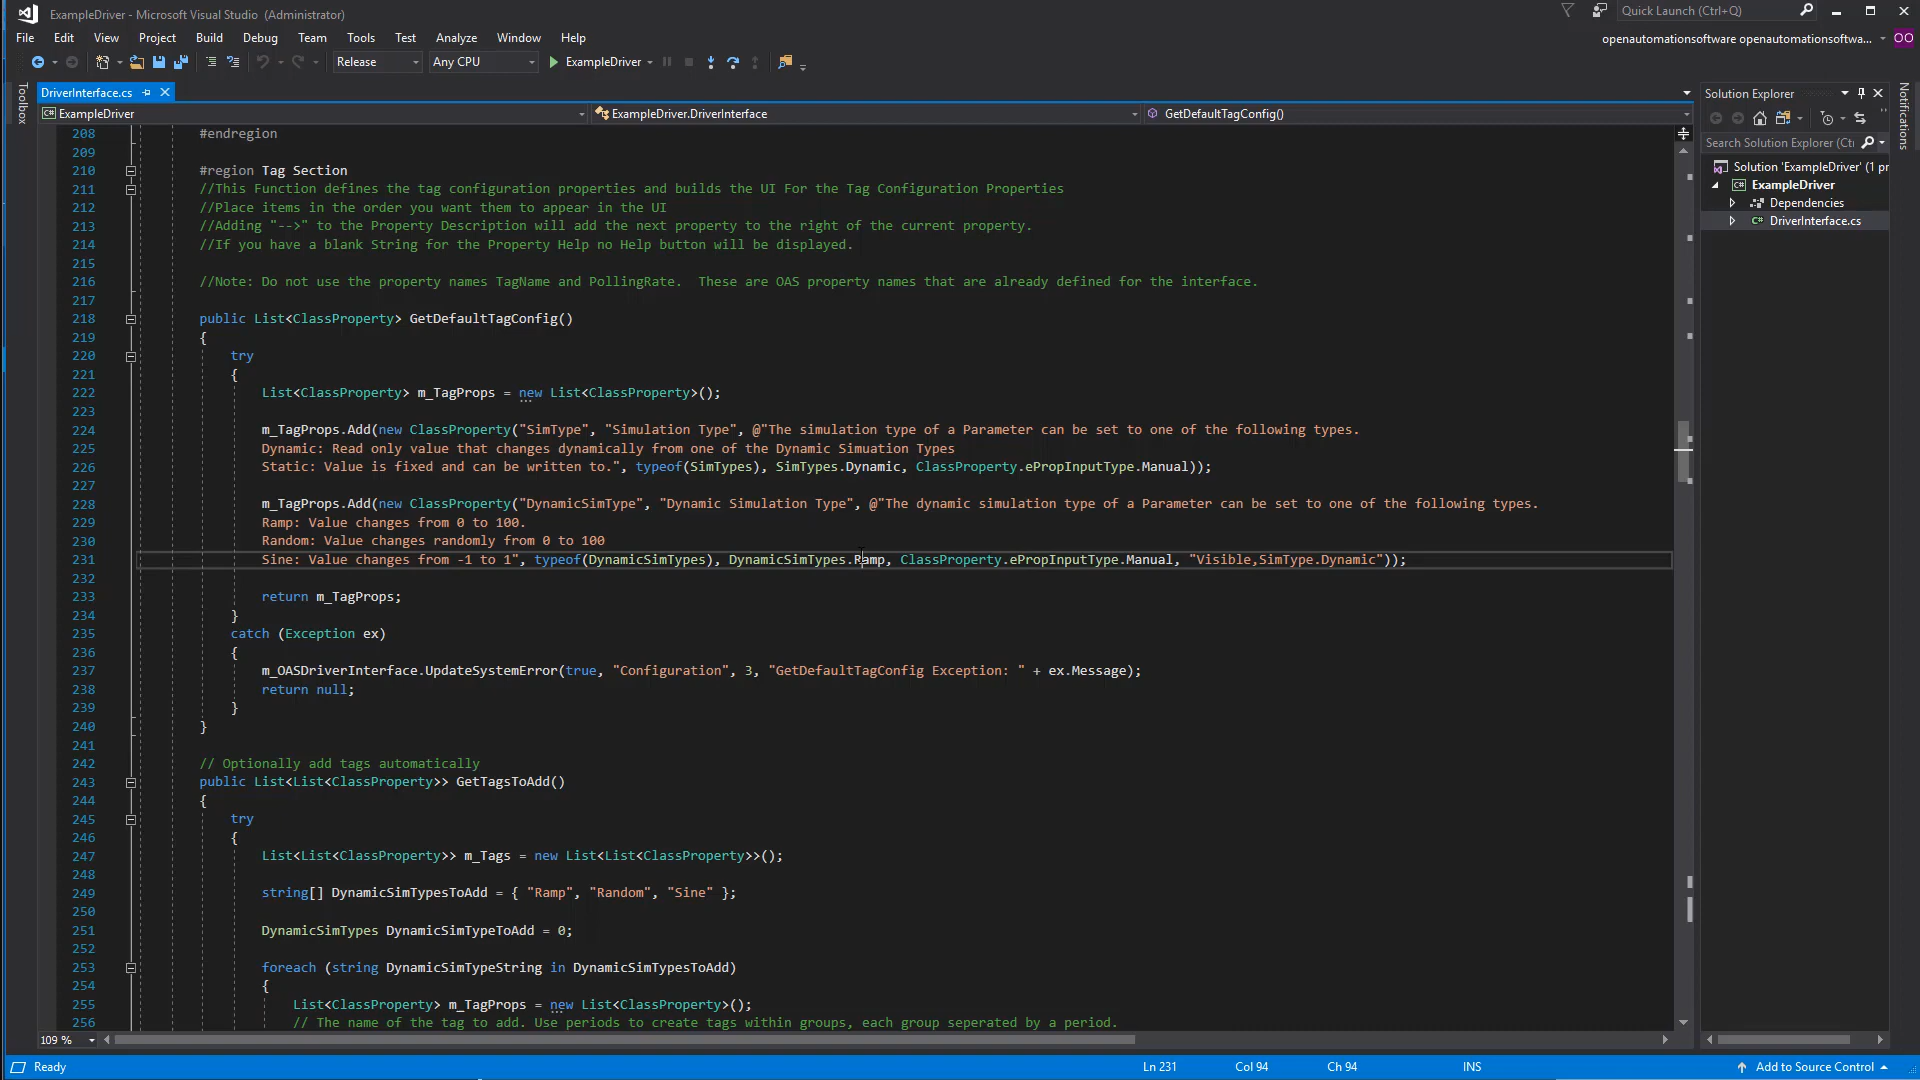 ExampleDriver - Microsoft Visual Studio (Administrator)
Quick Launch (Ctrl+Q)
File Edit View Project Build Debug Team Tools Test Analyze Window Help
openautomationsoftware openautomationsoftwa... OO
Release Any CPU ExampleDriver
Toolbox
DriverInterface.cs
ExampleDriver ExampleDriver.DriverInterface GetDefaultTagConfig()
208 #endregion
209
210 #region Tag Section
211 //This Function defines the tag configuration properties and builds the UI For the Tag Configuration Properties
212 //Place items in the order you want them to appear in the UI
213 //Adding "-->" to the Property Description will add the next property to the right of the current property.
214 //If you have a blank String for the Property Help no Help button will be displayed.
215
216 //Note: Do not use the property names TagName and PollingRate.  These are OAS property names that are already defined for the interface.
217
218 public List<ClassProperty> GetDefaultTagConfig()
219 {
220 try
221 {
222 List<ClassProperty> m_TagProps = new List<ClassProperty>();
223
224 m_TagProps.Add(new ClassProperty("SimType", "Simulation Type", @"The simulation type of a Parameter can be set to one of the following types.
225 Dynamic: Read only value that changes dynamically from one of the Dynamic Simuation Types
226 Static: Value is fixed and can be written to.", typeof(SimTypes), SimTypes.Dynamic, ClassProperty.ePropInputType.Manual));
227
228 m_TagProps.Add(new ClassProperty("DynamicSimType", "Dynamic Simulation Type", @"The dynamic simulation type of a Parameter can be set to one of the following types.
229 Ramp: Value changes from 0 to 100.
230 Random: Value changes randomly from 0 to 100
231 Sine: Value changes from -1 to 1", typeof(DynamicSimTypes), DynamicSimTypes.Ramp, ClassProperty.ePropInputType.Manual, "Visible,SimType.Dynamic"));
232
233 return m_TagProps;
234 }
235 catch (Exception ex)
236 {
237 m_OASDriverInterface.UpdateSystemError(true, "Configuration", 3, "GetDefaultTagConfig Exception: " + ex.Message);
238 return null;
239 }
240 }
241
242 // Optionally add tags automatically
243 public List<List<ClassProperty>> GetTagsToAdd()
244 {
245 try
246 {
247 List<List<ClassProperty>> m_Tags = new List<List<ClassProperty>>();
248
249 string[] DynamicSimTypesToAdd = { "Ramp", "Random", "Sine" };
250
251 DynamicSimTypes DynamicSimTypeToAdd = 0;
252
253 foreach (string DynamicSimTypeString in DynamicSimTypesToAdd)
254 {
255 List<ClassProperty> m_TagProps = new List<ClassProperty>();
256 // The name of the tag to add. Use periods to create tags within groups, each group seperated by a period.
109 %
Solution Explorer
Search Solution Explorer (Ctr
Solution 'ExampleDriver' (1 pr
ExampleDriver
Dependencies
DriverInterface.cs
Notifications
Ready Ln 231 Col 94 Ch 94 INS Add to Source Control